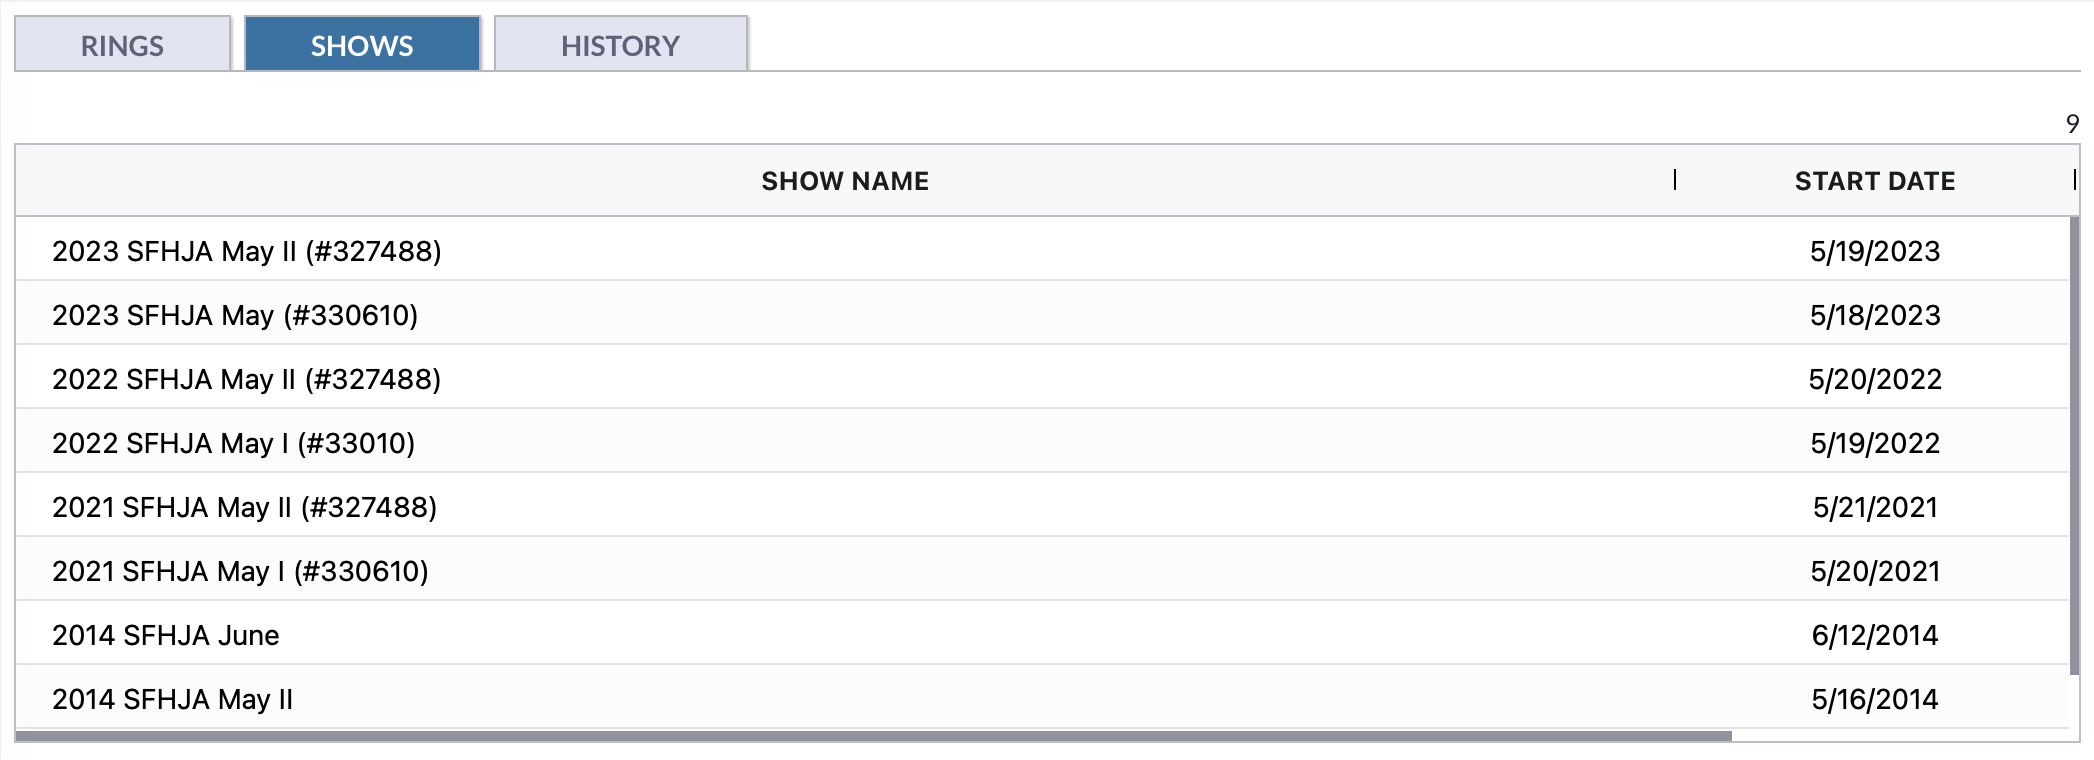 RINGS SHOWS HISTORY
9
SHOW NAME START DATE
2023 SFHJA May II (#327488) 5/19/2023
2023 SFHJA May (#330610) 5/18/2023
2022 SFHJA May II (#327488) 5/20/2022
2022 SFHJA May I (#33010) 5/19/2022
2021 SFHJA May II (#327488) 5/21/2021
2021 SFHJA May I (#330610) 5/20/2021
2014 SFHJA June 6/12/2014
2014 SFHJA May II 5/16/2014